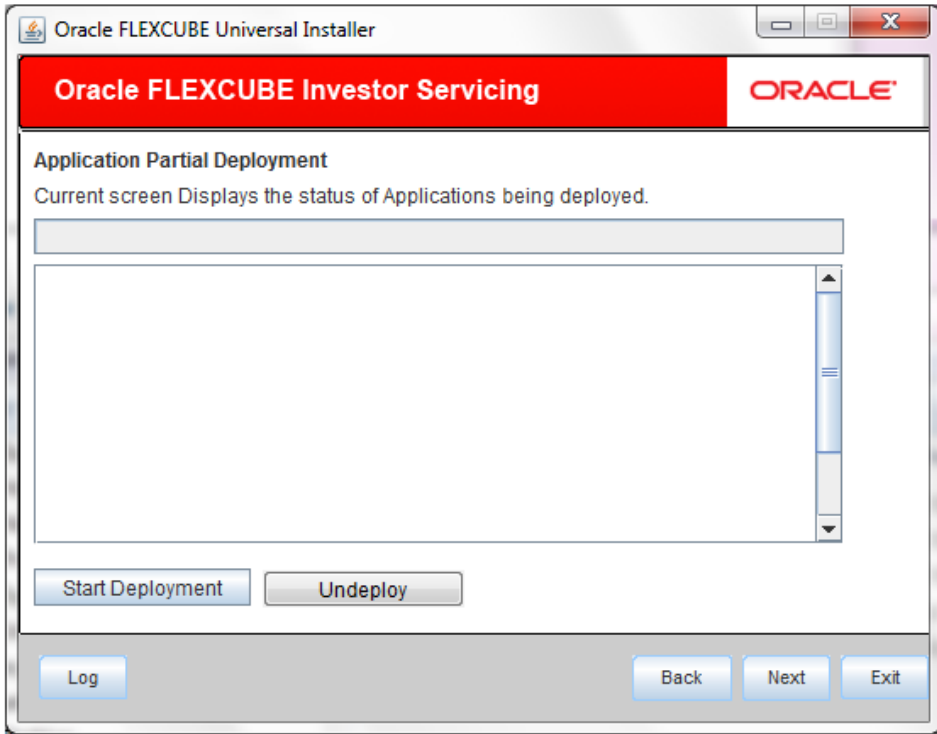 Oracle FLEXCUBE Universal Installer
Oracle FLEXCUBE Investor Servicing
ORACLE
Application Partial Deployment
Current screen Displays the status of Applications being deployed.
Start Deployment Undeploy
Log Back Next Exit